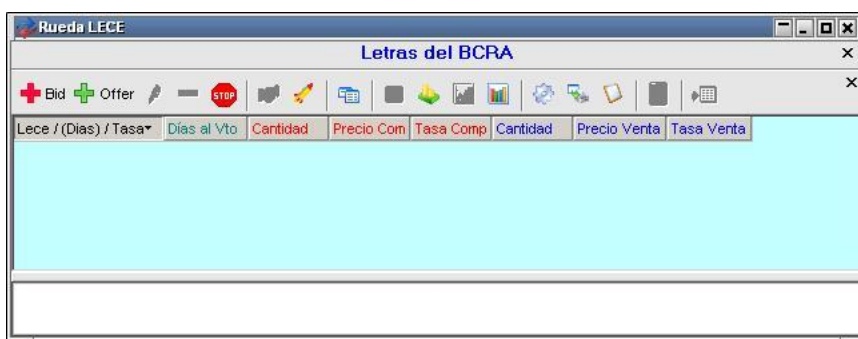 Rueda LECE
Letras del BCRA
Bid Offer STOP
Lece / (Dias) / Tasa Días al Vto Cantidad Precio Com Tasa Comp Cantidad Precio Venta Tasa Venta